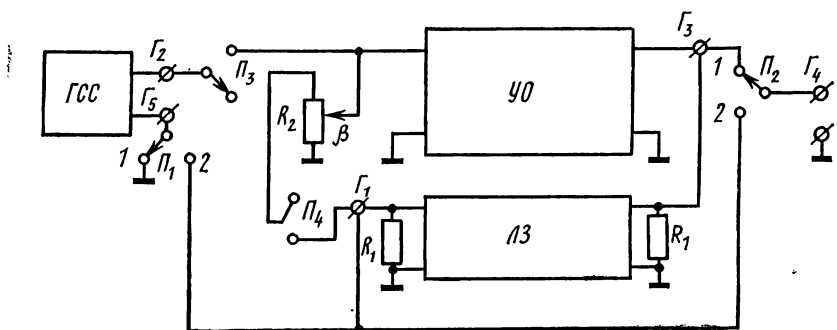 ГСС
Г₂
П₃
Г₅
1
П₁
2
R₂
β
П₄
Г₁
R₁
УО
ЛЗ
R₁
Г₃
1
П₂
Г₄
2